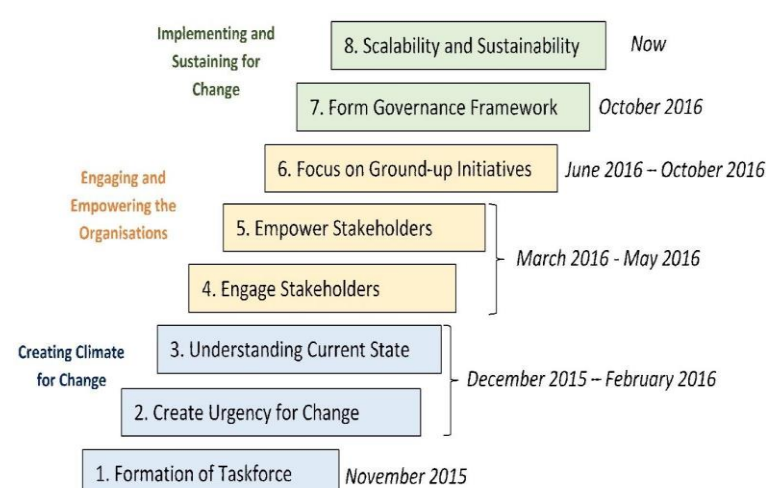 Implementing and
Sustaining for
Change
8. Scalability and Sustainability
Now
7. Form Governance Framework
October 2016
Engaging and
Empowering the
Organisations
6. Focus on Ground-up Initiatives
June 2016 – October 2016
5. Empower Stakeholders
4. Engage Stakeholders
March 2016 - May 2016
Creating Climate
for Change
3. Understanding Current State
2. Create Urgency for Change
December 2015 – February 2016
1. Formation of Taskforce
November 2015